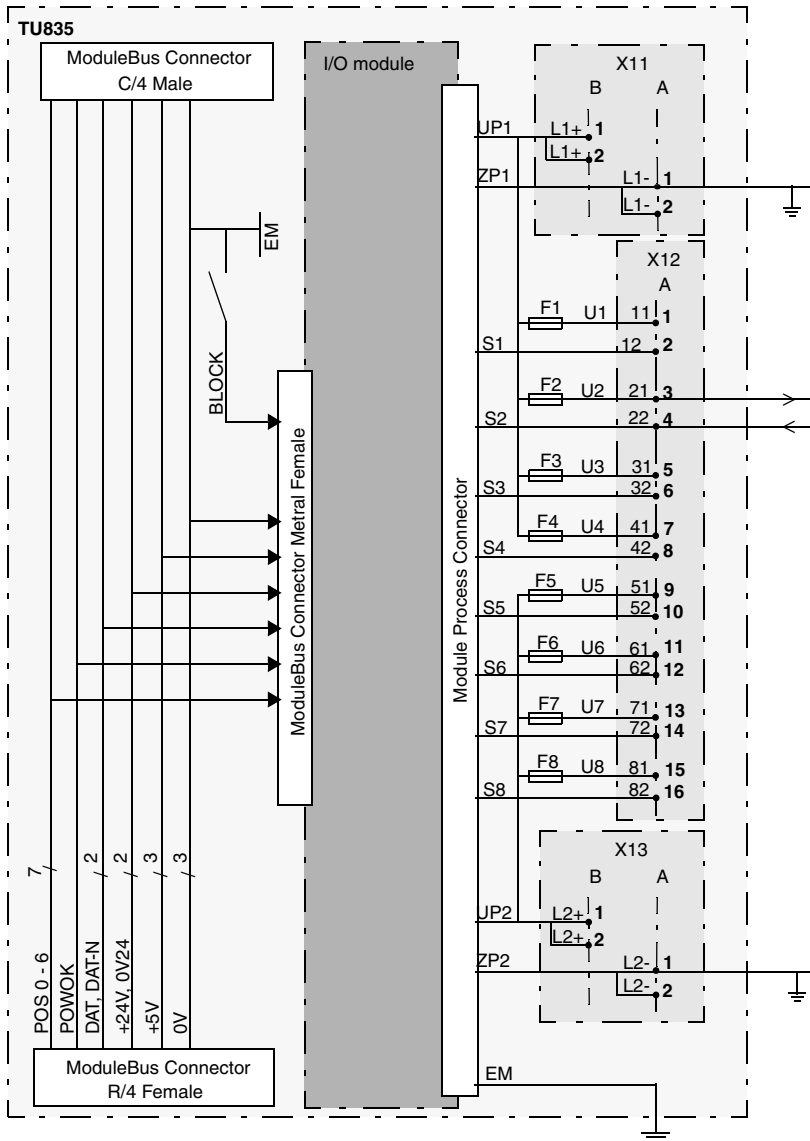 TU835
ModuleBus Connector
C/4 Male
I/O module
X11
B A
UP1
L1+ 1
L1+ 2
ZP1
L1- 1
L1- 2
EM
BLOCK
X12
A
F1 U1 11 1
S1 12 2
F2 U2 21 3
S2 22 4
F3 U3 31 5
S3 32 6
F4 U4 41 7
S4 42 8
F5 U5 51 9
S5 52 10
F6 U6 61 11
S6 62 12
F7 U7 71 13
S7 72 14
F8 U8 81 15
S8 82 16
ModuleBus Connector Metral Female
Module Process Connector
X13
B A
UP2
L2+ 1
L2+ 2
ZP2
L2- 1
L2- 2
EM
7
2
2
3
3
POS 0 - 6
POWOK
DAT, DAT-N
+24V, 0V24
+5V
0V
ModuleBus Connector
R/4 Female